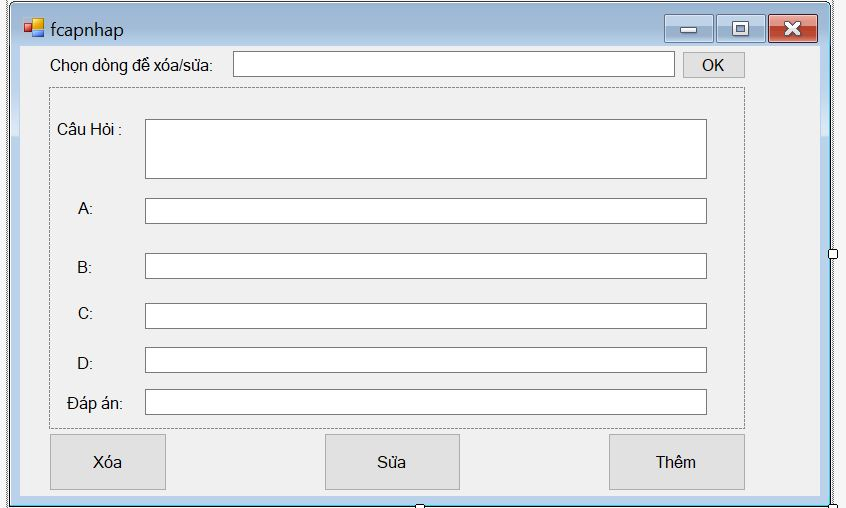 fcapnhap
Chọn dòng để xóa/sửa: OK
Câu Hỏi :
A:
B:
C:
D:
Đáp án:
Xóa Sửa Thêm